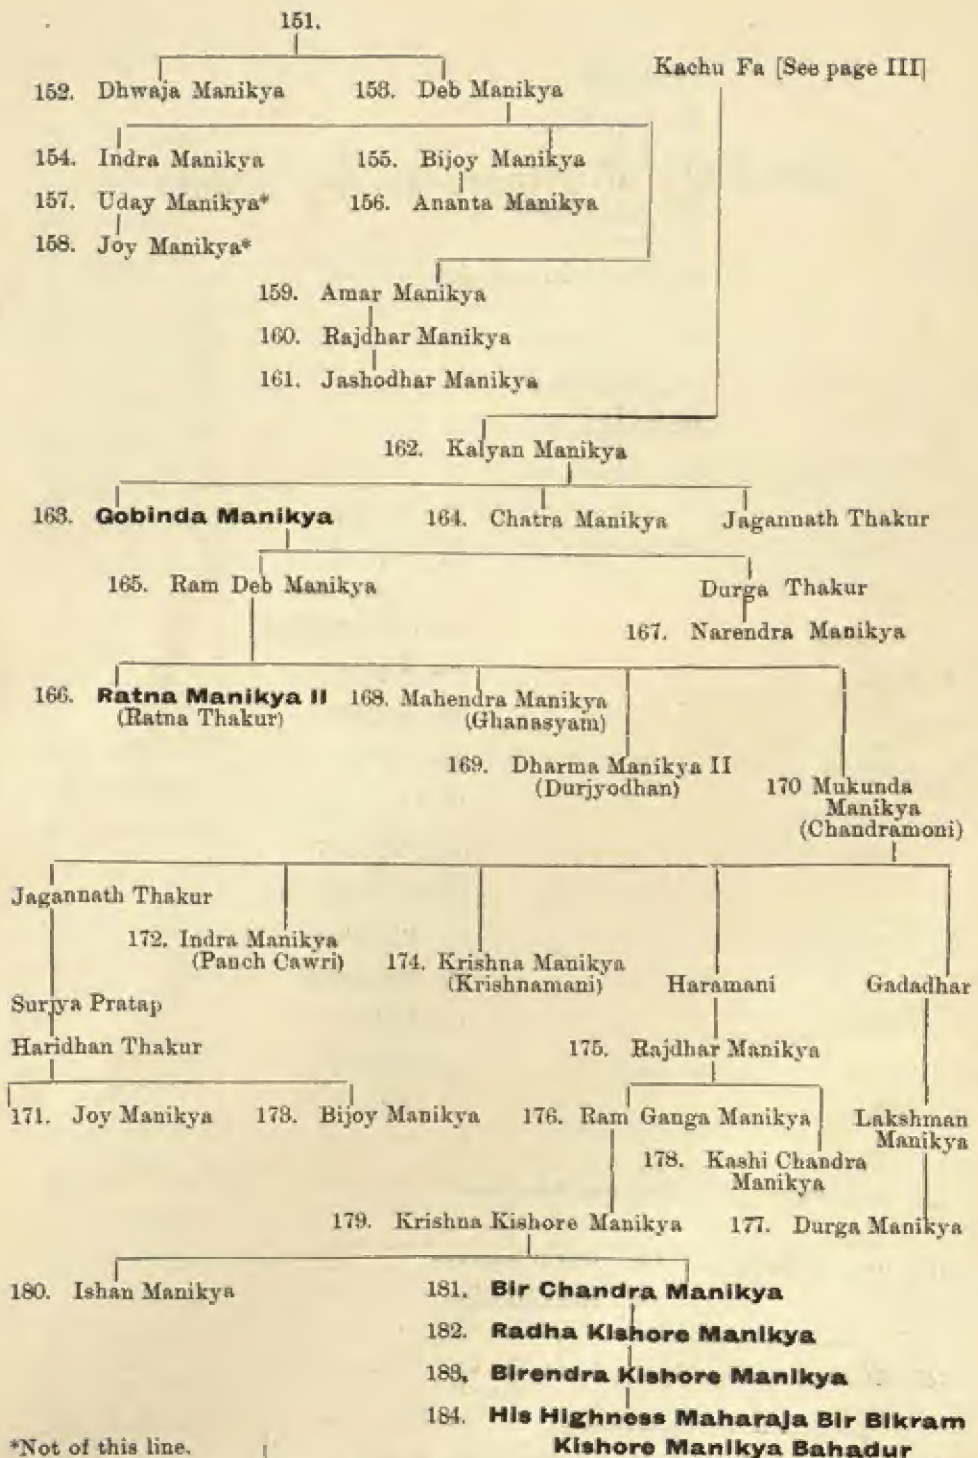 151.
Kachu Fa [See page III]
152. Dhwaja Manikya 153. Deb Manikya
154. Indra Manikya 155. Bijoy Manikya
157. Uday Manikya* 156. Ananta Manikya
158. Joy Manikya*
159. Amar Manikya
160. Rajdhar Manikya
161. Jashodhar Manikya
162. Kalyan Manikya
163. Gobinda Manikya 164. Chatra Manikya Jagannath Thakur
165. Ram Deb Manikya Durga Thakur
167. Narendra Manikya
166. Ratna Manikya II 168. Mahendra Manikya
(Ratna Thakur) (Ghanasyam)
169. Dharma Manikya II
(Durjyodhan)
170 Mukunda
Manikya
(Chandramoni)
Jagannath Thakur
172. Indra Manikya
(Panch Cawri)
174. Krishna Manikya
(Krishnamani)
Haramani Gadadhar
Surjya Pratap
Haridhan Thakur 175. Rajdhar Manikya
171. Joy Manikya 173. Bijoy Manikya 176. Ram Ganga Manikya Lakshman
Manikya
178. Kashi Chandra
Manikya
179. Krishna Kishore Manikya 177. Durga Manikya
180. Ishan Manikya 181. Bir Chandra Manikya
182. Radha Kishore Manikya
183. Birendra Kishore Manikya
184. His Highness Maharaja Bir Bikram
Kishore Manikya Bahadur
*Not of this line.